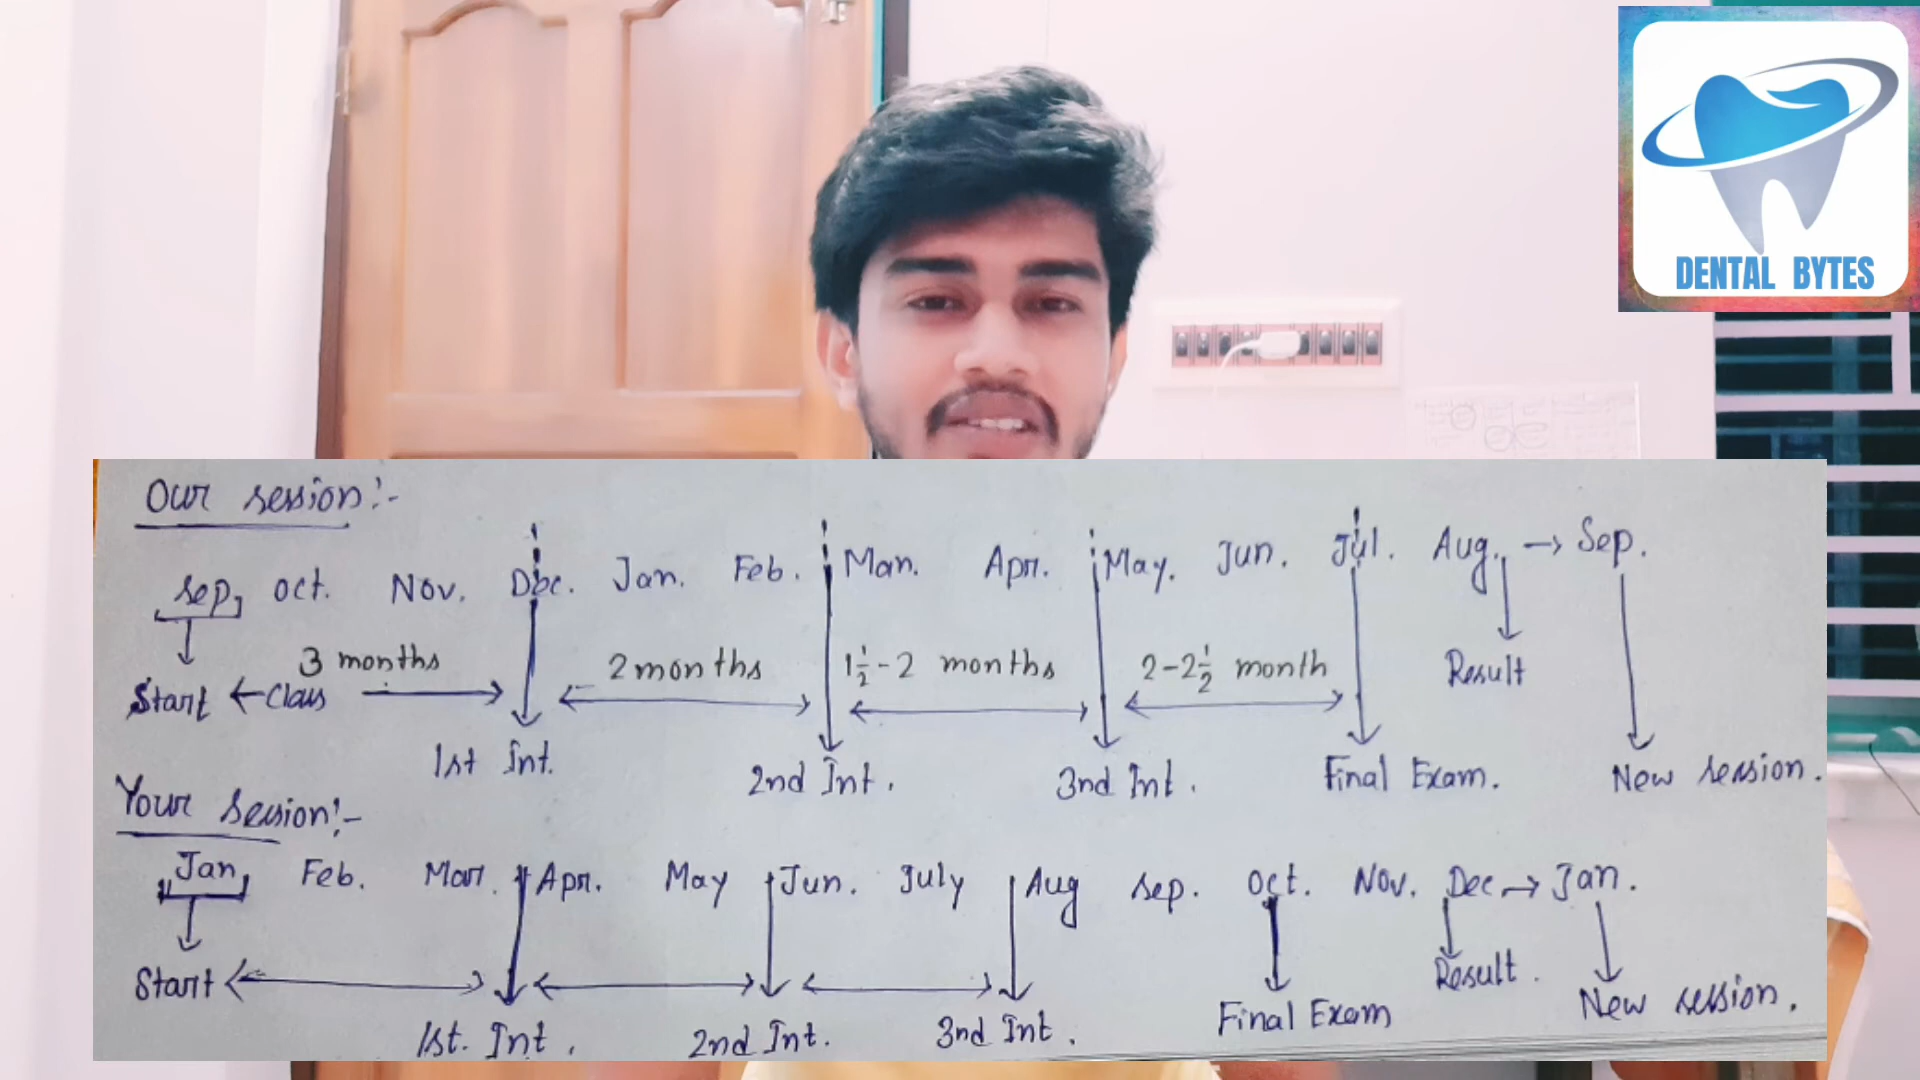 DENTAL BYTES
Our session:-
Sep, Oct. Nov. Dec. Jan. Feb. Mar. Apr. May. Jun. Jul. Aug. → Sep.
3 months 2 months 1½-2 months 2-2½ month Result
Start ← Class
1st Int. 2nd Int. 3nd Int. Final Exam. New session.
Your session:-
Jan, Feb. Mar. Apr. May Jun. July Aug Sep. Oct. Nov. Dec → Jan.
Start Result.
1st. Int. 2nd Int. 3nd Int. Final Exam New session.